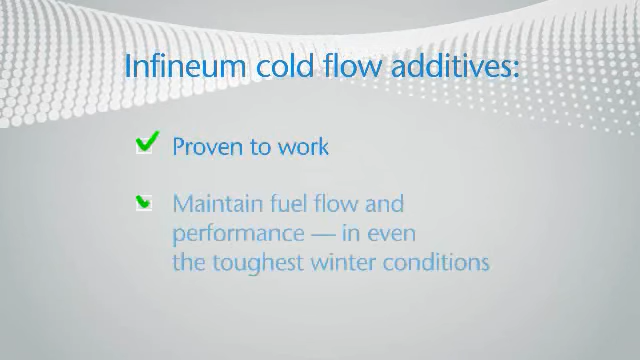 Infineum cold flow additives:
Proven to work
Maintain fuel flow and
performance — in even
the toughest winter conditions